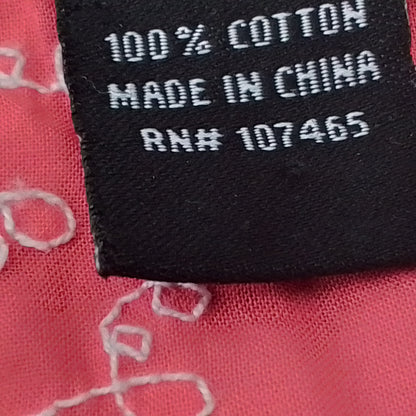 100% COTTON
MADE IN CHINA
RN# 107465